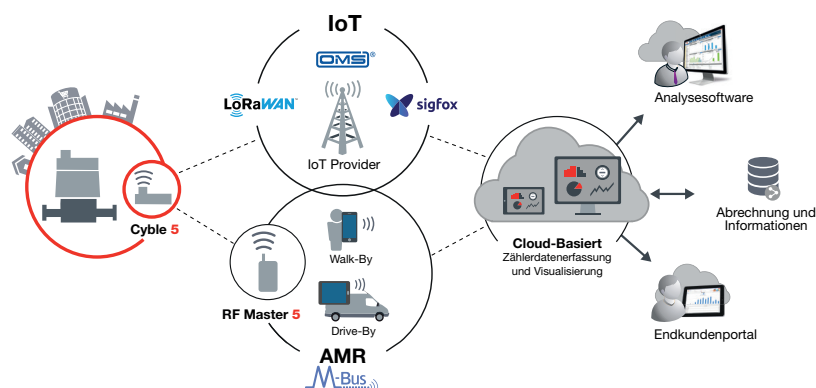 IoT
OMS®
LoRaWAN™
sigfox
IoT Provider
Cyble 5
Walk-By
RF Master 5
Drive-By
AMR
M-Bus
Cloud-Basiert
Zählerdatenerfassung
und Visualisierung
Analysesoftware
Abrechnung und
Informationen
Endkundenportal